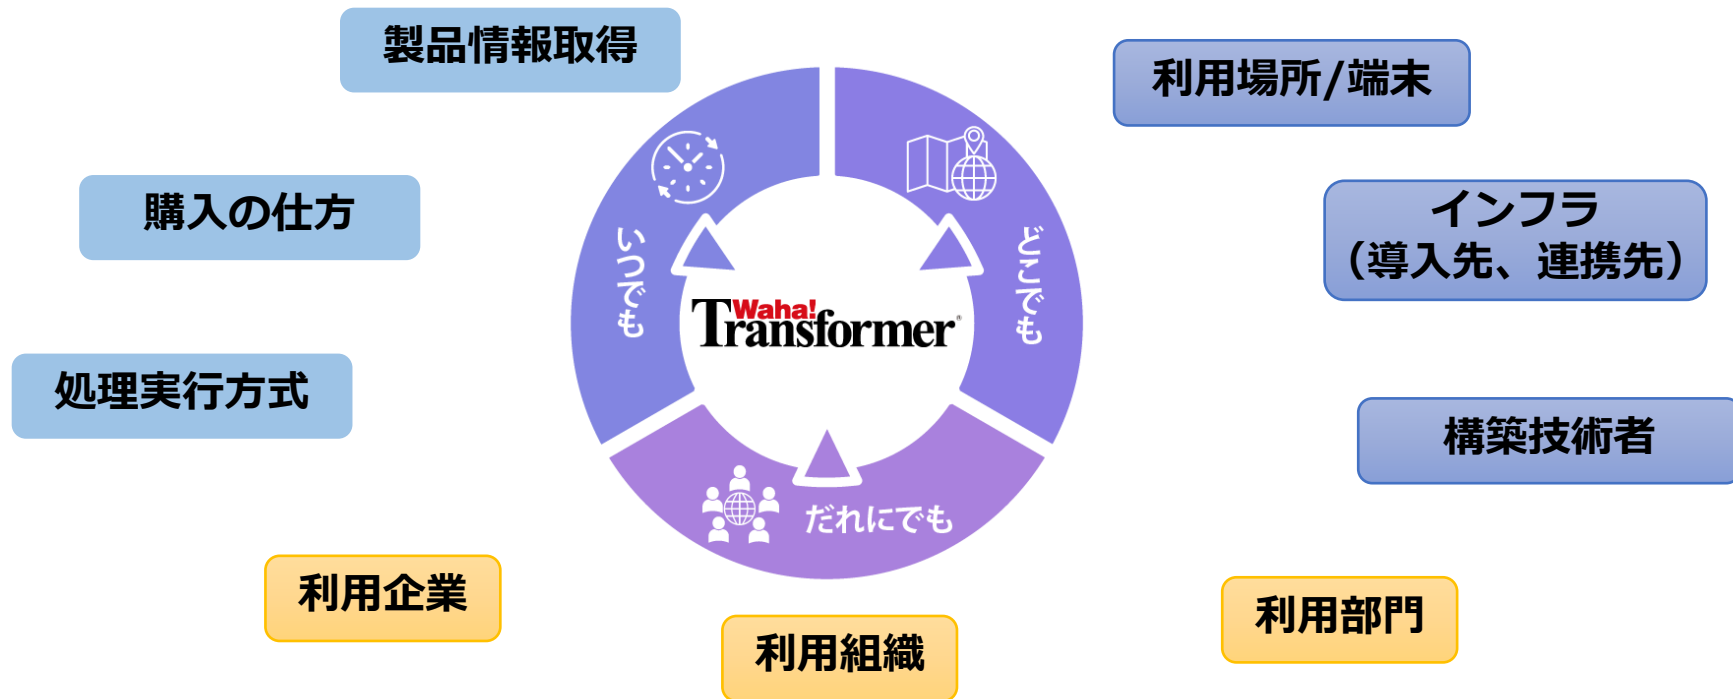 製品情報取得
利用場所/端末
購入の仕方
インフラ
（導入先、連携先）
いつでも
どこでも
Waha!
Transformer®
処理実行方式
構築技術者
だれにでも
利用企業
利用部門
利用組織